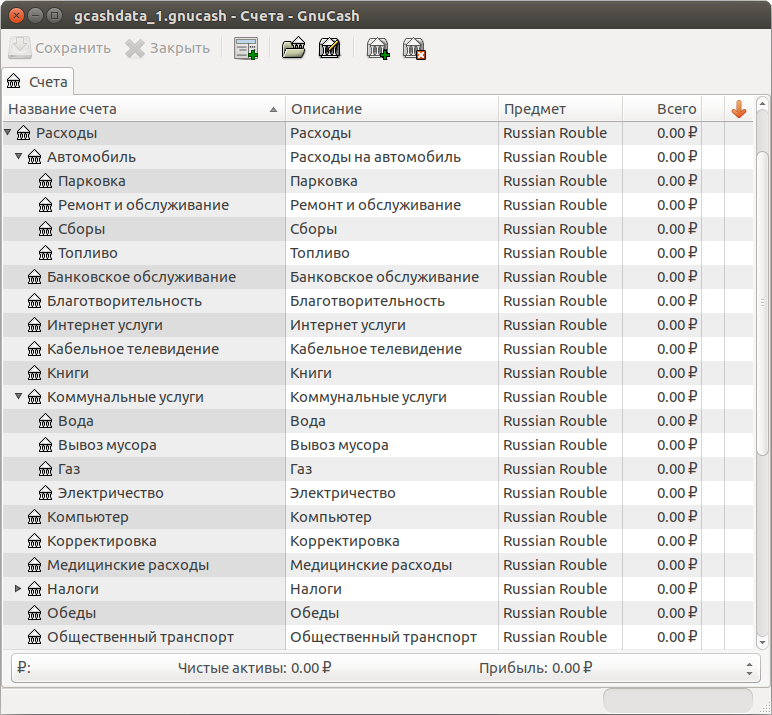 gcashdata_1.gnucash - Счета - GnuCash
Сохранить Закрыть
Счета
Название счета Описание Предмет Всего
Расходы Расходы Russian Rouble 0.00 ₽
Автомобиль Расходы на автомобиль Russian Rouble 0.00 ₽
Парковка Парковка Russian Rouble 0.00 ₽
Ремонт и обслуживание Ремонт и обслуживание Russian Rouble 0.00 ₽
Сборы Сборы Russian Rouble 0.00 ₽
Топливо Топливо Russian Rouble 0.00 ₽
Банковское обслуживание Банковское обслуживание Russian Rouble 0.00 ₽
Благотворительность Благотворительность Russian Rouble 0.00 ₽
Интернет услуги Интернет услуги Russian Rouble 0.00 ₽
Кабельное телевидение Кабельное телевидение Russian Rouble 0.00 ₽
Книги Книги Russian Rouble 0.00 ₽
Коммунальные услуги Коммунальные услуги Russian Rouble 0.00 ₽
Вода Вода Russian Rouble 0.00 ₽
Вывоз мусора Вывоз мусора Russian Rouble 0.00 ₽
Газ Газ Russian Rouble 0.00 ₽
Электричество Электричество Russian Rouble 0.00 ₽
Компьютер Компьютер Russian Rouble 0.00 ₽
Корректировка Корректировка Russian Rouble 0.00 ₽
Медицинские расходы Медицинские расходы Russian Rouble 0.00 ₽
Налоги Налоги Russian Rouble 0.00 ₽
Обеды Обеды Russian Rouble 0.00 ₽
Общественный транспорт Общественный транспорт Russian Rouble 0.00 ₽
₽: Чистые активы: 0.00 ₽ Прибыль: 0.00 ₽